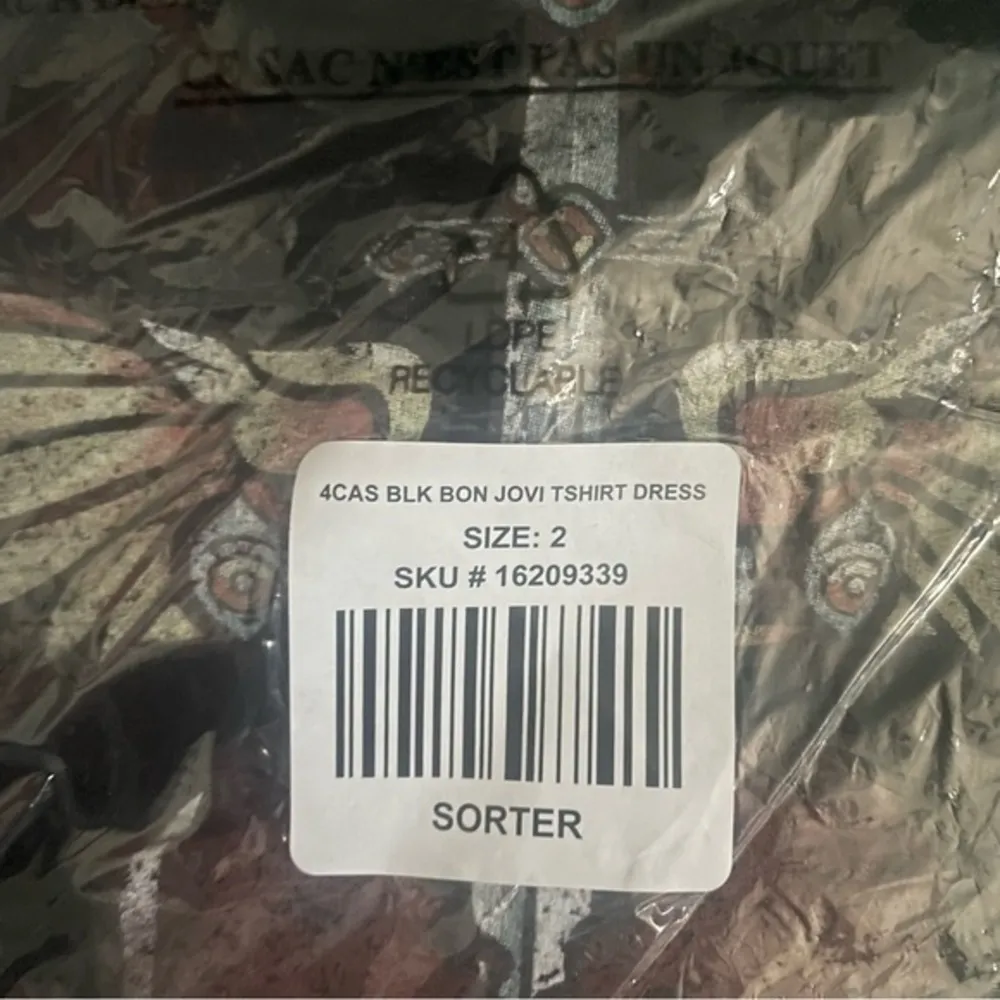 CE SAC N'EST PAS UN JOUET
4
LDPE
RECYCLABLE
4CAS BLK BON JOVI TSHIRT DRESS
SIZE: 2
SKU # 16209339
SORTER